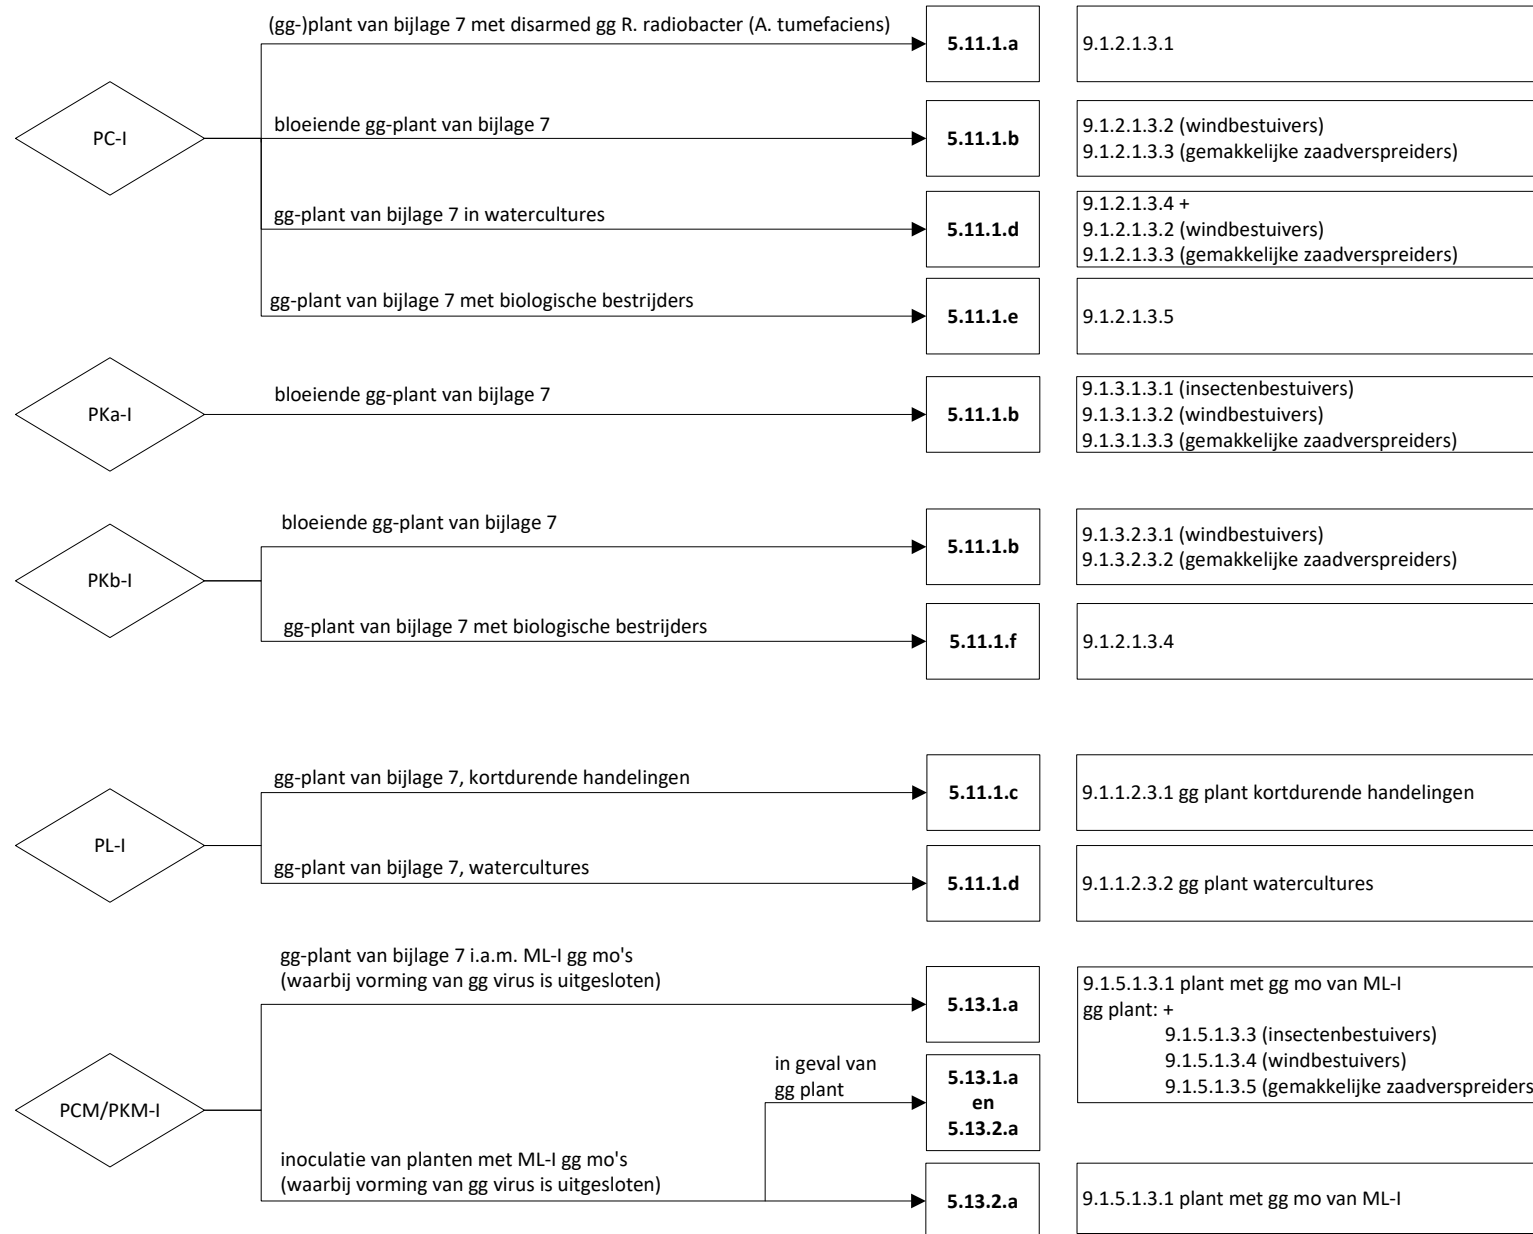 (gg-)plant van bijlage 7 met disarmed gg R. radiobacter (A. tumefaciens)
5.11.1.a
9.1.2.1.3.1
PC-I
bloeiende gg-plant van bijlage 7
5.11.1.b
9.1.2.1.3.2 (windbestuivers)
9.1.2.1.3.3 (gemakkelijke zaadverspreiders)
gg-plant van bijlage 7 in watercultures
5.11.1.d
9.1.2.1.3.4 +
9.1.2.1.3.2 (windbestuivers)
9.1.2.1.3.3 (gemakkelijke zaadverspreiders)
gg-plant van bijlage 7 met biologische bestrijders
5.11.1.e
9.1.2.1.3.5
PKa-I
bloeiende gg-plant van bijlage 7
5.11.1.b
9.1.3.1.3.1 (insectenbestuivers)
9.1.3.1.3.2 (windbestuivers)
9.1.3.1.3.3 (gemakkelijke zaadverspreiders)
PKb-I
bloeiende gg-plant van bijlage 7
5.11.1.b
9.1.3.2.3.1 (windbestuivers)
9.1.3.2.3.2 (gemakkelijke zaadverspreiders)
gg-plant van bijlage 7 met biologische bestrijders
5.11.1.f
9.1.2.1.3.4
PL-I
gg-plant van bijlage 7, kortdurende handelingen
5.11.1.c
9.1.1.2.3.1 gg plant kortdurende handelingen
gg-plant van bijlage 7, watercultures
5.11.1.d
9.1.1.2.3.2 gg plant watercultures
PCM/PKM-I
gg-plant van bijlage 7 i.a.m. ML-I gg mo's
(waarbij vorming van gg virus is uitgesloten)
5.13.1.a
9.1.5.1.3.1 plant met gg mo van ML-I
gg plant: +
9.1.5.1.3.3 (insectenbestuivers)
9.1.5.1.3.4 (windbestuivers)
9.1.5.1.3.5 (gemakkelijke zaadverspreiders
in geval van
gg plant
5.13.1.a
en
5.13.2.a
inoculatie van planten met ML-I gg mo's
(waarbij vorming van gg virus is uitgesloten)
5.13.2.a
9.1.5.1.3.1 plant met gg mo van ML-I